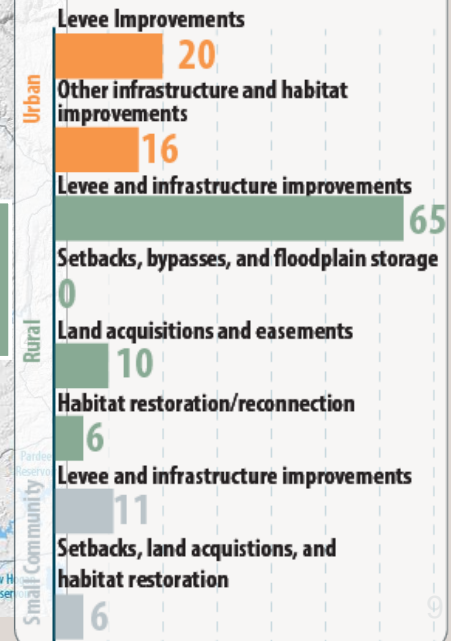 Levee Improvements
Urban
20
Other infrastructure and habitat
improvements
16
Levee and infrastructure improvements
65
Setbacks, bypasses, and floodplain storage
0
Rural
Land acquisitions and easements
10
Habitat restoration/reconnection
6
Pardee
Reservoir
Levee and infrastructure improvements
Small Community
11
Setbacks, land acquistions, and
habitat restoration
6